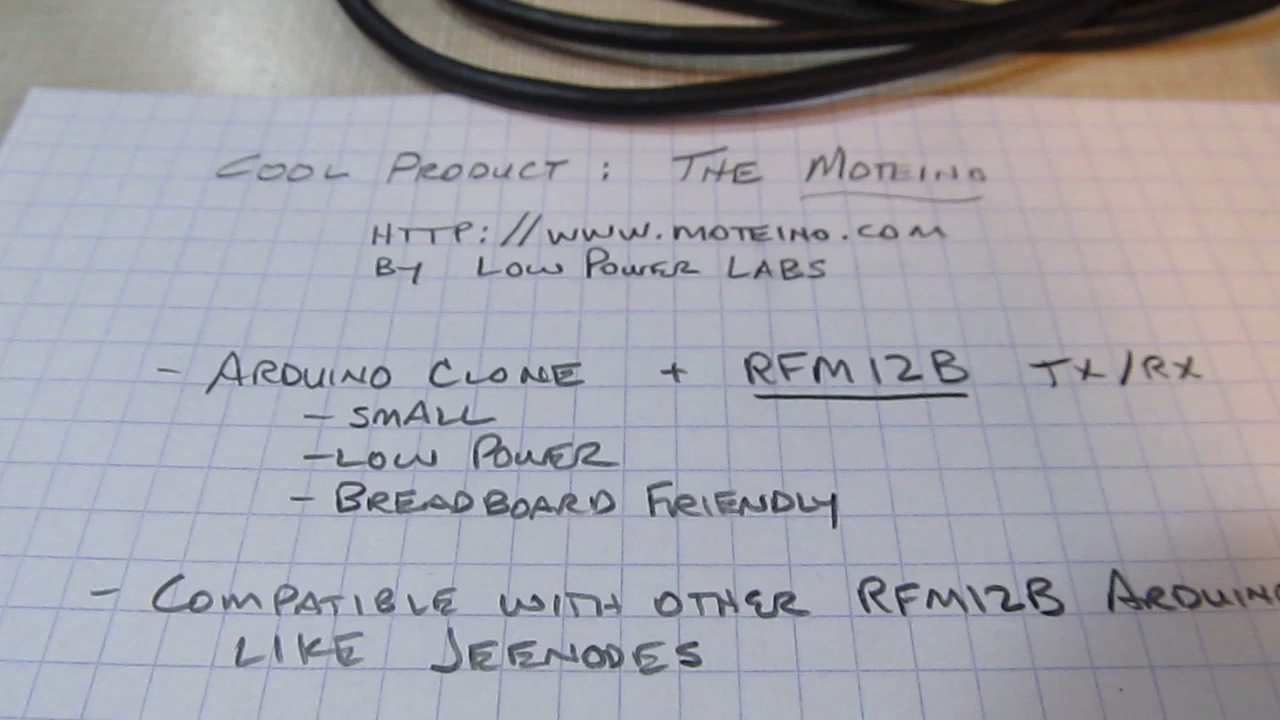 COOL PRODUCT: THE MOTEINO
HTTP://WWW.MOTEINO.COM
BY LOW POWER LABS
- ARDUINO CLONE + RFM12B TX/RX
- SMALL
- LOW POWER
- BREADBOARD FRIENDLY
- COMPATIBLE WITH OTHER RFM12B ARDUINO
LIKE JEENODES